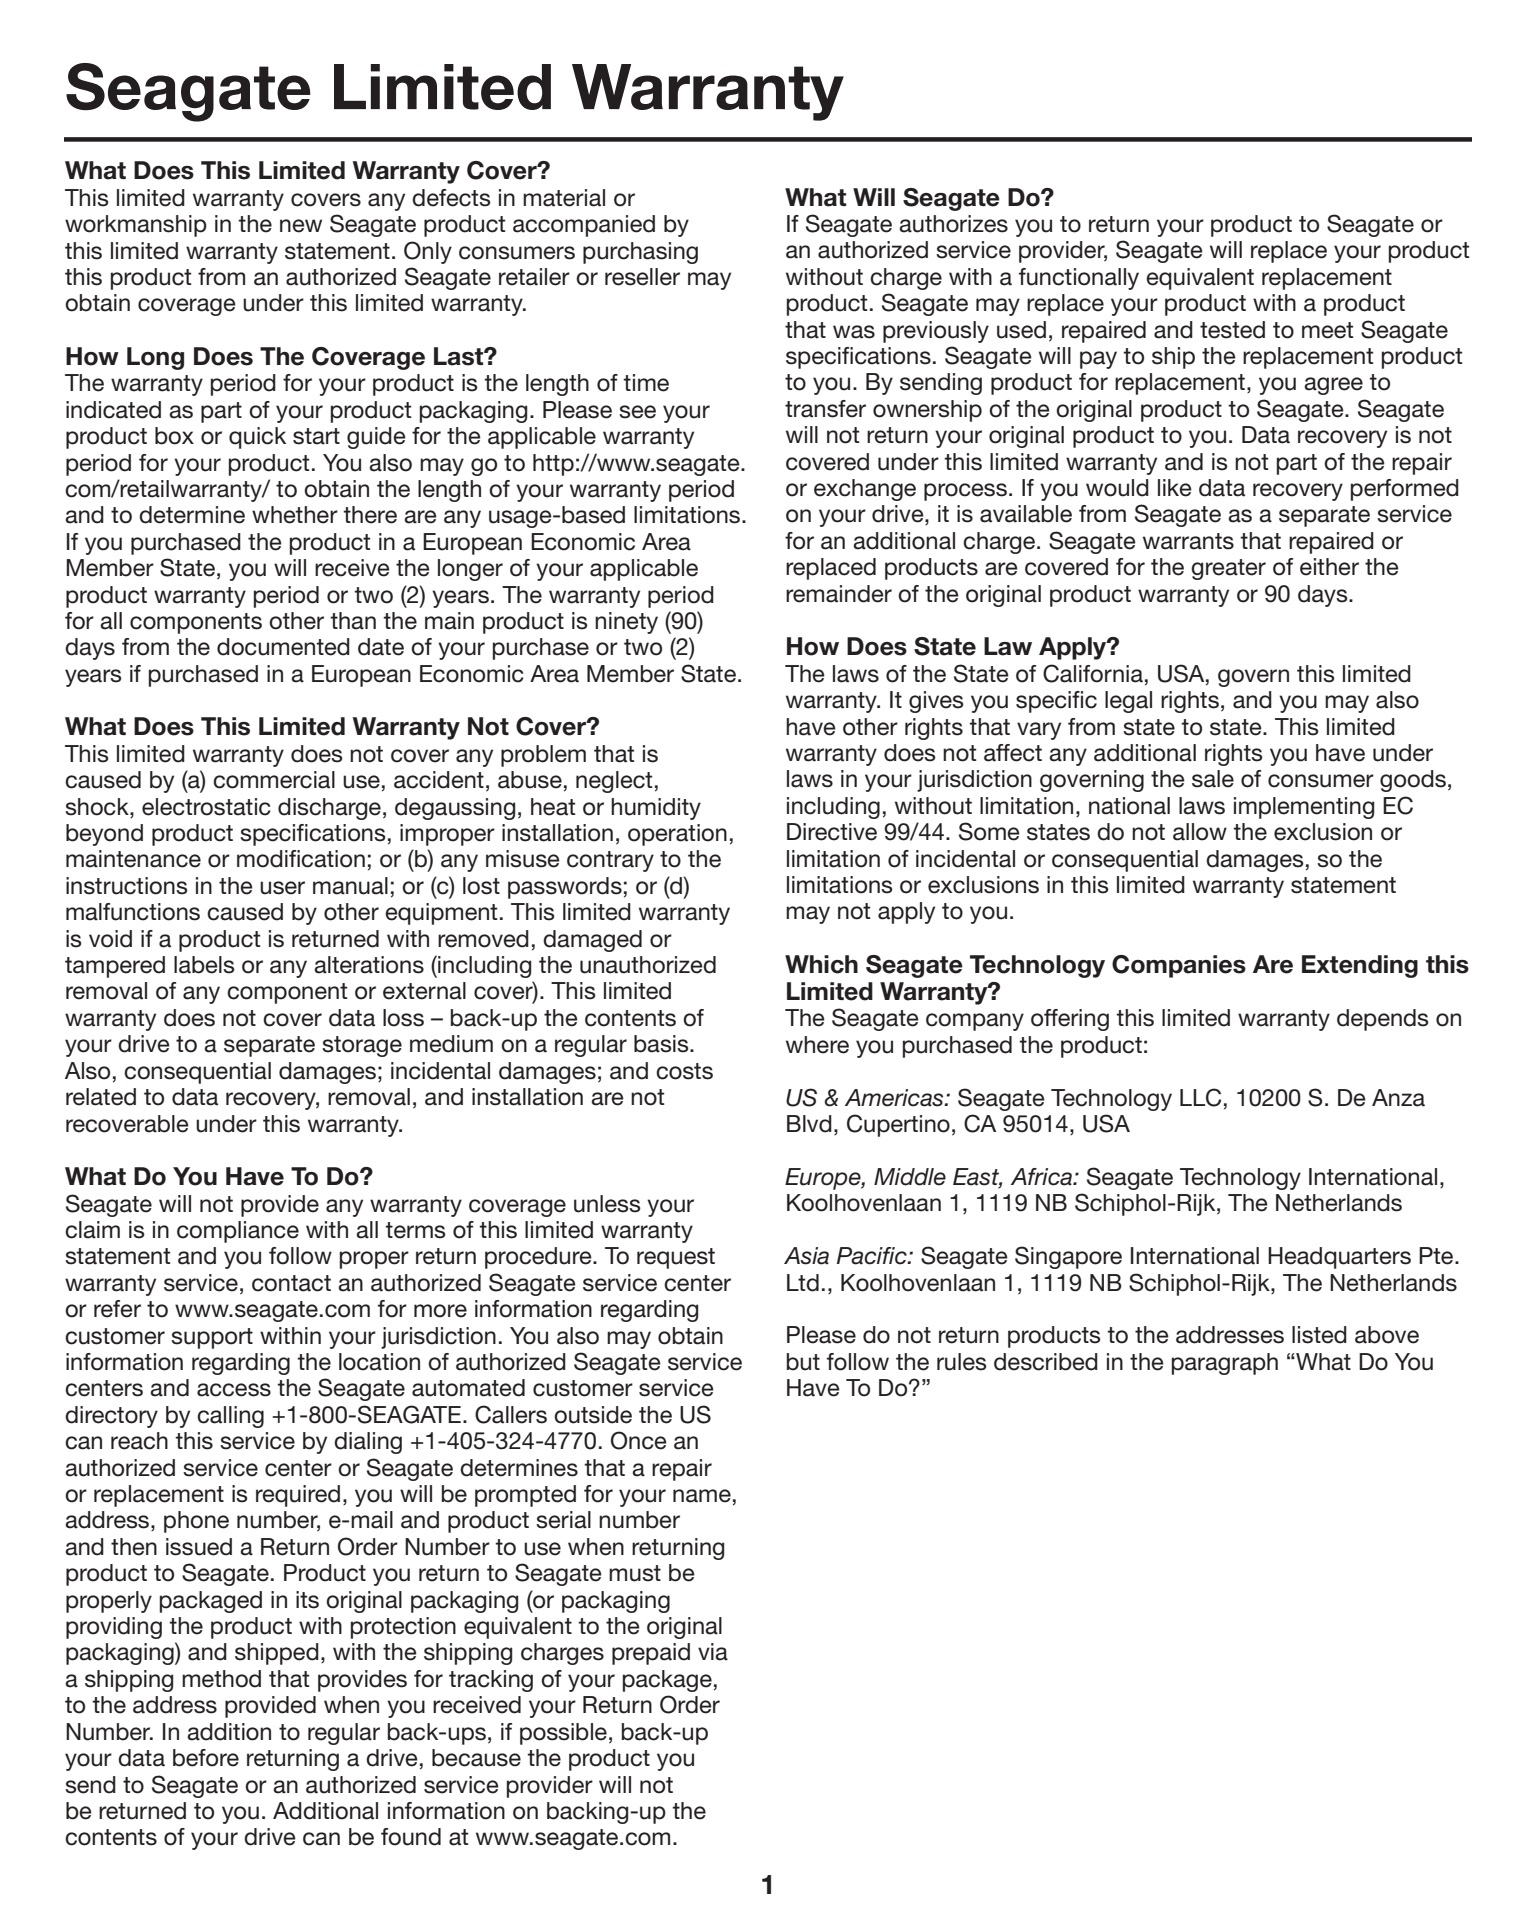 Seagate Limited Warranty
What Does This Limited Warranty Cover?
This limited warranty covers any defects in material or
workmanship in the new Seagate product accompanied by
this limited warranty statement. Only consumers purchasing
this product from an authorized Seagate retailer or reseller may
obtain coverage under this limited warranty.
How Long Does The Coverage Last?
The warranty period for your product is the length of time
indicated as part of your product packaging. Please see your
product box or quick start guide for the applicable warranty
period for your product. You also may go to http://www.seagate.
com/retailwarranty/ to obtain the length of your warranty period
and to determine whether there are any usage-based limitations.
If you purchased the product in a European Economic Area
Member State, you will receive the longer of your applicable
product warranty period or two (2) years. The warranty period
for all components other than the main product is ninety (90)
days from the documented date of your purchase or two (2)
years if purchased in a European Economic Area Member State.
What Does This Limited Warranty Not Cover?
This limited warranty does not cover any problem that is
caused by (a) commercial use, accident, abuse, neglect,
shock, electrostatic discharge, degaussing, heat or humidity
beyond product specifications, improper installation, operation,
maintenance or modification; or (b) any misuse contrary to the
instructions in the user manual; or (c) lost passwords; or (d)
malfunctions caused by other equipment. This limited warranty
is void if a product is returned with removed, damaged or
tampered labels or any alterations (including the unauthorized
removal of any component or external cover). This limited
warranty does not cover data loss – back-up the contents of
your drive to a separate storage medium on a regular basis.
Also, consequential damages; incidental damages; and costs
related to data recovery, removal, and installation are not
recoverable under this warranty.
What Do You Have To Do?
Seagate will not provide any warranty coverage unless your
claim is in compliance with all terms of this limited warranty
statement and you follow proper return procedure. To request
warranty service, contact an authorized Seagate service center
or refer to www.seagate.com for more information regarding
customer support within your jurisdiction. You also may obtain
information regarding the location of authorized Seagate service
centers and access the Seagate automated customer service
directory by calling +1-800-SEAGATE. Callers outside the US
can reach this service by dialing +1-405-324-4770. Once an
authorized service center or Seagate determines that a repair
or replacement is required, you will be prompted for your name,
address, phone number, e-mail and product serial number
and then issued a Return Order Number to use when returning
product to Seagate. Product you return to Seagate must be
properly packaged in its original packaging (or packaging
providing the product with protection equivalent to the original
packaging) and shipped, with the shipping charges prepaid via
a shipping method that provides for tracking of your package,
to the address provided when you received your Return Order
Number. In addition to regular back-ups, if possible, back-up
your data before returning a drive, because the product you
send to Seagate or an authorized service provider will not
be returned to you. Additional information on backing-up the
contents of your drive can be found at www.seagate.com.
What Will Seagate Do?
If Seagate authorizes you to return your product to Seagate or
an authorized service provider, Seagate will replace your product
without charge with a functionally equivalent replacement
product. Seagate may replace your product with a product
that was previously used, repaired and tested to meet Seagate
specifications. Seagate will pay to ship the replacement product
to you. By sending product for replacement, you agree to
transfer ownership of the original product to Seagate. Seagate
will not return your original product to you. Data recovery is not
covered under this limited warranty and is not part of the repair
or exchange process. If you would like data recovery performed
on your drive, it is available from Seagate as a separate service
for an additional charge. Seagate warrants that repaired or
replaced products are covered for the greater of either the
remainder of the original product warranty or 90 days.
How Does State Law Apply?
The laws of the State of California, USA, govern this limited
warranty. It gives you specific legal rights, and you may also
have other rights that vary from state to state. This limited
warranty does not affect any additional rights you have under
laws in your jurisdiction governing the sale of consumer goods,
including, without limitation, national laws implementing EC
Directive 99/44. Some states do not allow the exclusion or
limitation of incidental or consequential damages, so the
limitations or exclusions in this limited warranty statement
may not apply to you.
Which Seagate Technology Companies Are Extending this
Limited Warranty?
The Seagate company offering this limited warranty depends on
where you purchased the product:
US & Americas: Seagate Technology LLC, 10200 S. De Anza
Blvd, Cupertino, CA 95014, USA
Europe, Middle East, Africa: Seagate Technology International,
Koolhovenlaan 1, 1119 NB Schiphol-Rijk, The Netherlands
Asia Pacific: Seagate Singapore International Headquarters Pte.
Ltd., Koolhovenlaan 1, 1119 NB Schiphol-Rijk, The Netherlands
Please do not return products to the addresses listed above
but follow the rules described in the paragraph “What Do You
Have To Do?”
1